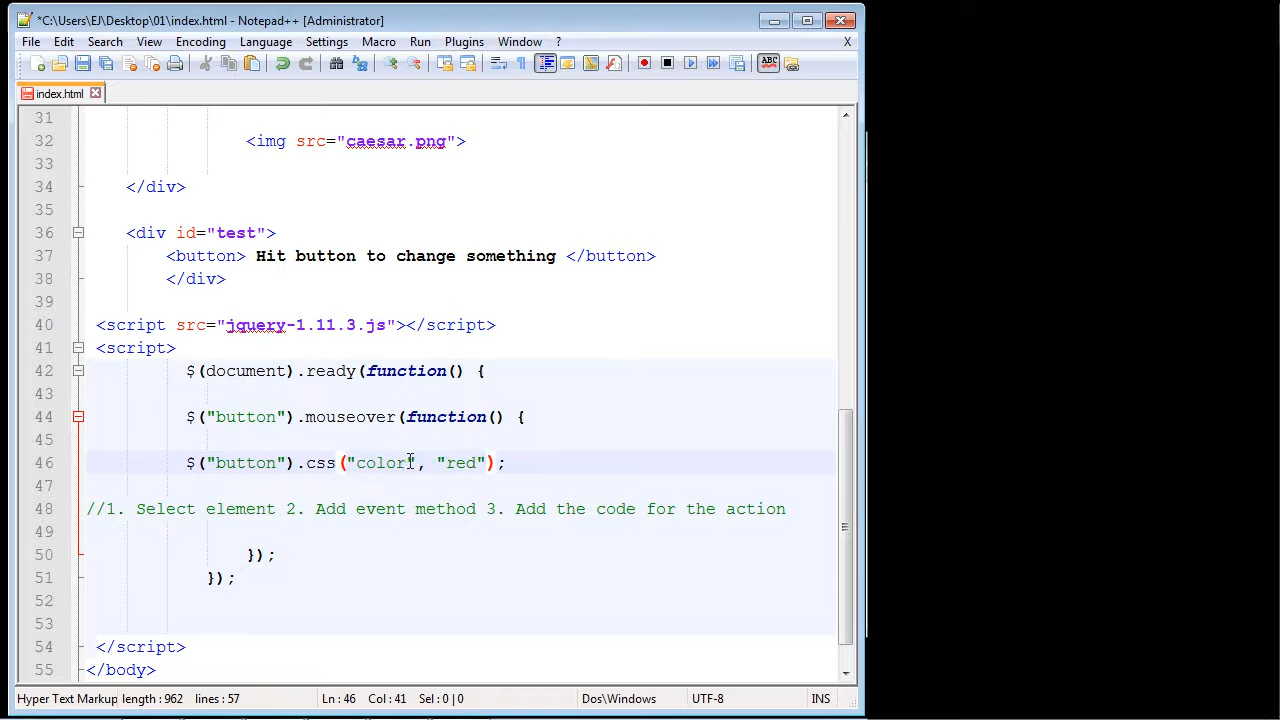 *C:\Users\EJ\Desktop\01\index.html - Notepad++ [Administrator]
File Edit Search View Encoding Language Settings Macro Run Plugins Window ? X
ABC
index.html
31
32 <img src="caesar.png">
33
34 </div>
35
36 <div id="test">
37 <button> Hit button to change something </button>
38 </div>
39
40 <script src="jquery-1.11.3.js"></script>
41 <script>
42 $(document).ready(function() {
43
44 $("button").mouseover(function() {
45
46 $("button").css("color", "red");
47
48 //1. Select element 2. Add event method 3. Add the code for the action
49
50 });
51 });
52
53
54 </script>
55 </body>
Hyper Text Markup length : 962 lines : 57 Ln : 46 Col : 41 Sel : 0 | 0 Dos\Windows UTF-8 INS